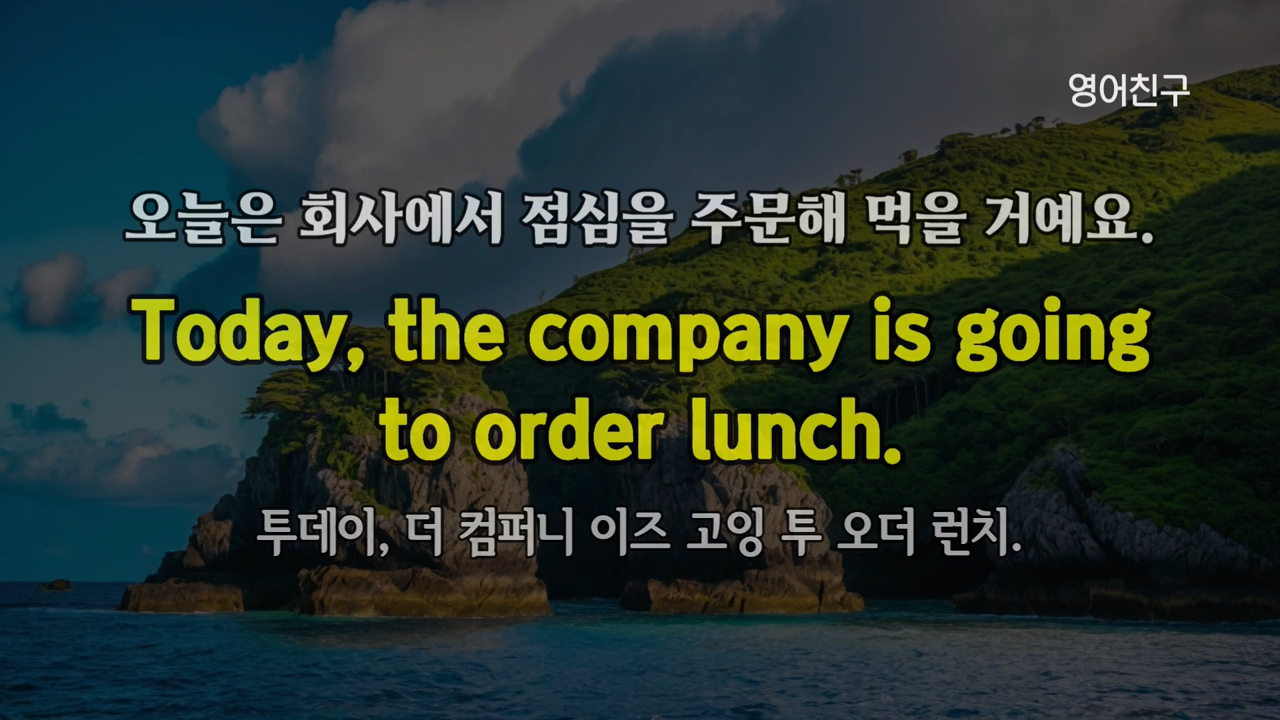 영어친구
오늘은 회사에서 점심을 주문해 먹을 거예요.
Today, the company is going
to order lunch.
투데이, 더 컴퍼니 이즈 고잉 투 오더 런치.